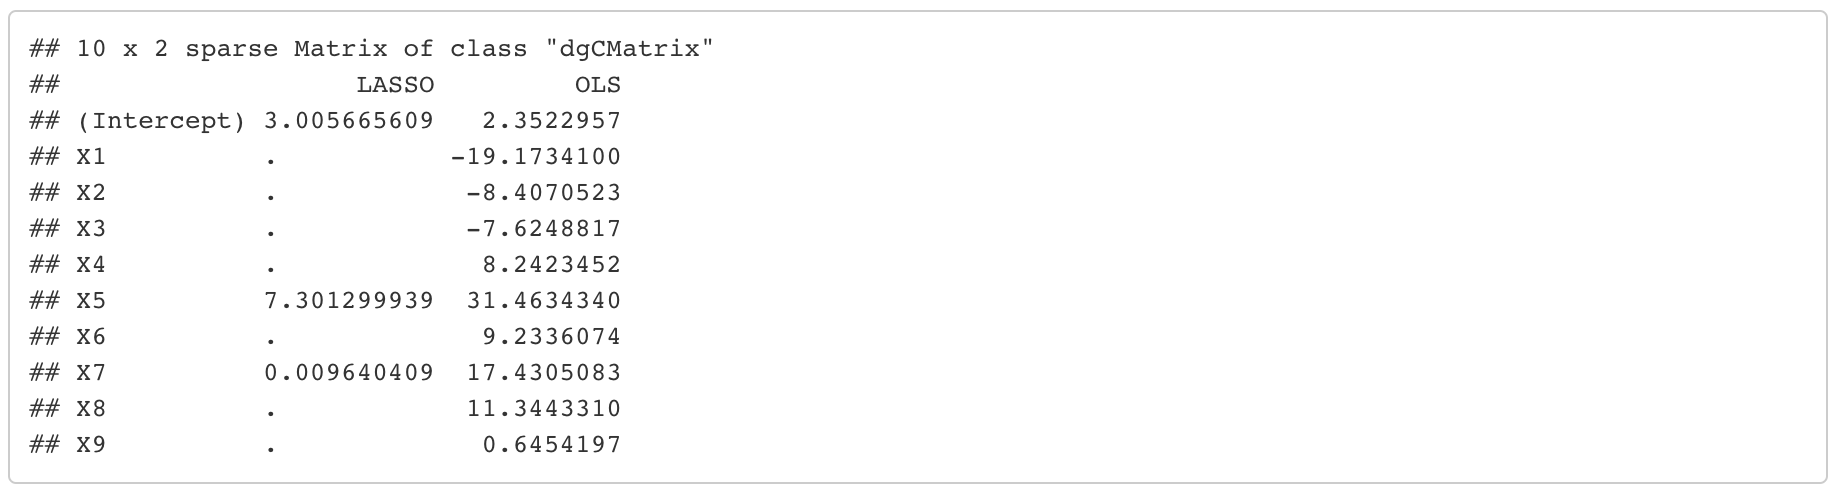 ## 10 x 2 sparse Matrix of class "dgCMatrix"
##                   LASSO         OLS
## (Intercept) 3.005665609   2.3522957
## X1          .           -19.1734100
## X2          .            -8.4070523
## X3          .            -7.6248817
## X4          .             8.2423452
## X5          7.301299939  31.4634340
## X6          .             9.2336074
## X7          0.009640409  17.4305083
## X8          .            11.3443310
## X9          .             0.6454197